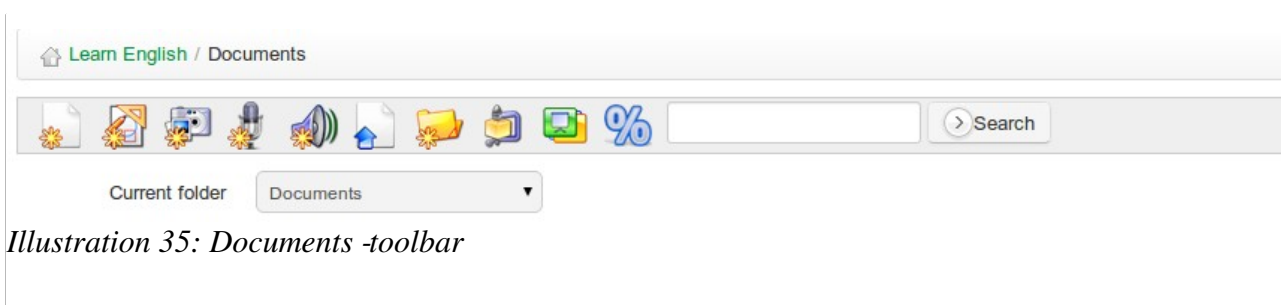 Learn English / Documents
% Search
Current folder Documents
Illustration 35: Documents -toolbar